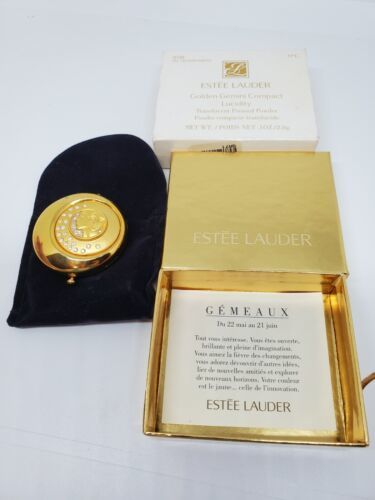 ESTĒE LAUDER
Golden Gemini Compact
Lucidity
Translucent Pressed Powder
Poudre compacte translucide
NET WT. / POIDS NET .1OZ/2.8g
ESTĒE LAUDER
GÉMEAUX
Du 22 mai au 21 juin
Tout vous intéresse. Vous êtes ouverte,
brillante et pleine d'imagination.
Vous aimez la fièvre des changements,
vous adorez découvrir d'autres idées,
lier de nouvelles amitiés et explorer
de nouveaux horizons. Votre couleur
est le jaune... celle de l'innovation.
ESTĒE LAUDER